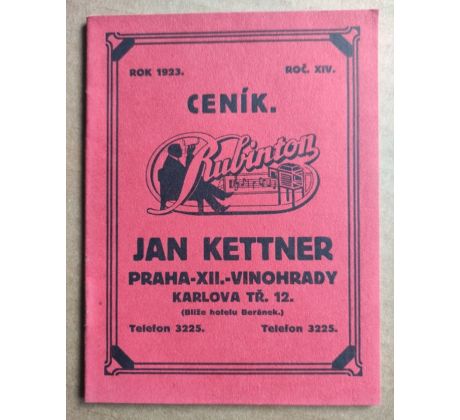 ROK 1923. ROČ. XIV.
CENÍK.
Rubinton
JAN KETTNER
PRAHA-XII.-VINOHRADY
KARLOVA TŘ. 12.
(Blíže hotelu Beránek.)
Telefon 3225. Telefon 3225.